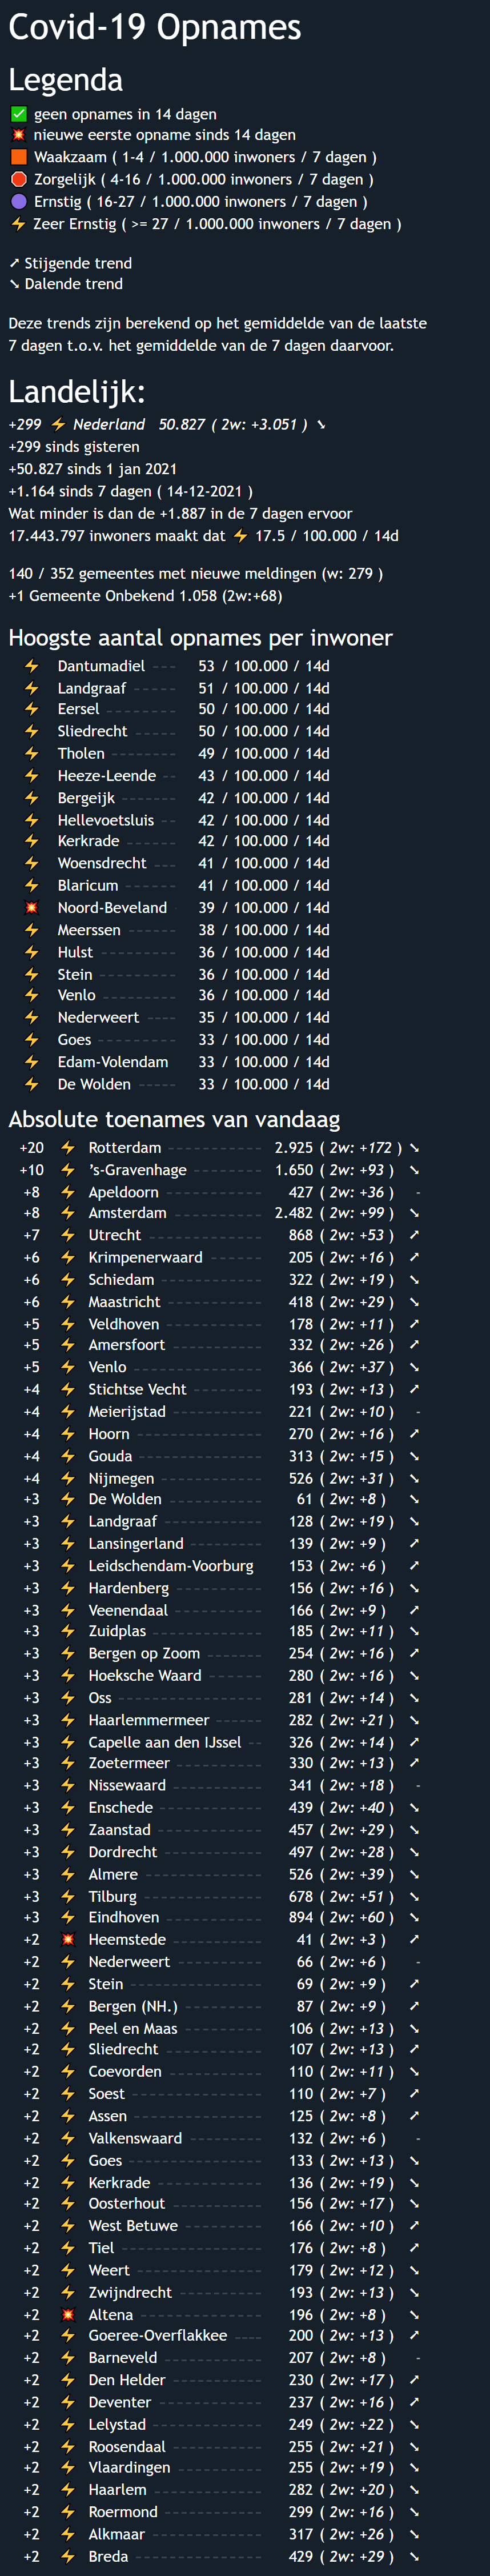 Covid-19 Opnames
Legenda
✅ geen opnames in 14 dagen
💥 nieuwe eerste opname sinds 14 dagen
🟧 Waakzaam ( 1-4 / 1.000.000 inwoners / 7 dagen )
🛑 Zorgelijk ( 4-16 / 1.000.000 inwoners / 7 dagen )
🟣 Ernstig ( 16-27 / 1.000.000 inwoners / 7 dagen )
⚡ Zeer Ernstig ( >= 27 / 1.000.000 inwoners / 7 dagen )
➚ Stijgende trend
➘ Dalende trend
Deze trends zijn berekend op het gemiddelde van de laatste
7 dagen t.o.v. het gemiddelde van de 7 dagen daarvoor.
Landelijk:
+299 ⚡ Nederland 50.827 ( 2w: +3.051 ) ➘
+299 sinds gisteren
+50.827 sinds 1 jan 2021
+1.164 sinds 7 dagen ( 14-12-2021 )
Wat minder is dan de +1.887 in de 7 dagen ervoor
17.443.797 inwoners maakt dat ⚡ 17.5 / 100.000 / 14d
140 / 352 gemeentes met nieuwe meldingen (w: 279 )
+1 Gemeente Onbekend 1.058 (2w:+68)
Hoogste aantal opnames per inwoner
⚡ Dantumadiel --- 53 / 100.000 / 14d
⚡ Landgraaf ------ 51 / 100.000 / 14d
⚡ Eersel --------- 50 / 100.000 / 14d
⚡ Sliedrecht ------ 50 / 100.000 / 14d
⚡ Tholen -------- 49 / 100.000 / 14d
⚡ Heeze-Leende -- 43 / 100.000 / 14d
⚡ Bergeijk ------- 42 / 100.000 / 14d
⚡ Hellevoetsluis -- 42 / 100.000 / 14d
⚡ Kerkrade ------ 42 / 100.000 / 14d
⚡ Woensdrecht --- 41 / 100.000 / 14d
⚡ Blaricum ------ 41 / 100.000 / 14d
💥 Noord-Beveland 39 / 100.000 / 14d
⚡ Meerssen ------ 38 / 100.000 / 14d
⚡ Hulst --------- 36 / 100.000 / 14d
⚡ Stein --------- 36 / 100.000 / 14d
⚡ Venlo --------- 36 / 100.000 / 14d
⚡ Nederweert ---- 35 / 100.000 / 14d
⚡ Goes ---------- 33 / 100.000 / 14d
⚡ Edam-Volendam 33 / 100.000 / 14d
⚡ De Wolden ----- 33 / 100.000 / 14d
Absolute toenames van vandaag
+20 ⚡ Rotterdam ------------ 2.925 ( 2w: +172 ) ➘
+10 ⚡ ’s-Gravenhage --------- 1.650 ( 2w: +93 ) ➘
+8 ⚡ Apeldoorn ------------- 427 ( 2w: +36 ) -
+8 ⚡ Amsterdam ------------ 2.482 ( 2w: +99 ) ➘
+7 ⚡ Utrecht --------------- 868 ( 2w: +53 ) ➚
+6 ⚡ Krimpenerwaard ------- 205 ( 2w: +16 ) ➚
+6 ⚡ Schiedam ------------- 322 ( 2w: +19 ) ➘
+6 ⚡ Maastricht ------------- 418 ( 2w: +29 ) ➘
+5 ⚡ Veldhoven ------------- 178 ( 2w: +11 ) ➚
+5 ⚡ Amersfoort ------------ 332 ( 2w: +26 ) ➚
+5 ⚡ Venlo ----------------- 366 ( 2w: +37 ) ➘
+4 ⚡ Stichtse Vecht --------- 193 ( 2w: +13 ) ➚
+4 ⚡ Meierijstad ------------ 221 ( 2w: +10 ) -
+4 ⚡ Hoorn ---------------- 270 ( 2w: +16 ) ➚
+4 ⚡ Gouda ---------------- 313 ( 2w: +15 ) ➘
+4 ⚡ Nijmegen ------------- 526 ( 2w: +31 ) ➘
+3 ⚡ De Wolden ------------ 61 ( 2w: +8 ) ➘
+3 ⚡ Landgraaf ------------- 128 ( 2w: +19 ) ➘
+3 ⚡ Lansingerland ---------- 139 ( 2w: +9 ) ➚
+3 ⚡ Leidschendam-Voorburg 153 ( 2w: +6 ) ➚
+3 ⚡ Hardenberg ----------- 156 ( 2w: +16 ) ➘
+3 ⚡ Veenendaal ----------- 166 ( 2w: +9 ) ➚
+3 ⚡ Zuidplas -------------- 185 ( 2w: +11 ) ➘
+3 ⚡ Bergen op Zoom ------- 254 ( 2w: +16 ) ➚
+3 ⚡ Hoeksche Waard ------- 280 ( 2w: +16 ) ➘
+3 ⚡ Oss ------------------ 281 ( 2w: +14 ) ➘
+3 ⚡ Haarlemmermeer ------ 282 ( 2w: +21 ) ➘
+3 ⚡ Capelle aan den IJssel -- 326 ( 2w: +14 ) ➚
+3 ⚡ Zoetermeer ----------- 330 ( 2w: +13 ) ➚
+3 ⚡ Nissewaard ------------ 341 ( 2w: +18 ) -
+3 ⚡ Enschede ------------- 439 ( 2w: +40 ) ➘
+3 ⚡ Zaanstad -------------- 457 ( 2w: +29 ) ➘
+3 ⚡ Dordrecht ------------- 497 ( 2w: +28 ) ➘
+3 ⚡ Almere --------------- 526 ( 2w: +39 ) ➘
+3 ⚡ Tilburg ---------------- 678 ( 2w: +51 ) ➘
+3 ⚡ Eindhoven ------------- 894 ( 2w: +60 ) ➘
+2 💥 Heemstede ------------ 41 ( 2w: +3 ) ➚
+2 ⚡ Nederweert ----------- 66 ( 2w: +6 ) -
+2 ⚡ Stein ----------------- 69 ( 2w: +9 ) ➚
+2 ⚡ Bergen (NH.) ---------- 87 ( 2w: +9 ) ➚
+2 ⚡ Peel en Maas ---------- 106 ( 2w: +13 ) ➘
+2 ⚡ Sliedrecht ------------- 107 ( 2w: +13 ) ➚
+2 ⚡ Coevorden ------------ 110 ( 2w: +11 ) ➘
+2 ⚡ Soest ----------------- 110 ( 2w: +7 ) ➚
+2 ⚡ Assen ----------------- 125 ( 2w: +8 ) ➚
+2 ⚡ Valkenswaard ---------- 132 ( 2w: +6 ) -
+2 ⚡ Goes ----------------- 133 ( 2w: +13 ) ➘
+2 ⚡ Kerkrade -------------- 136 ( 2w: +19 ) ➘
+2 ⚡ Oosterhout ------------ 156 ( 2w: +17 ) ➘
+2 ⚡ West Betuwe ---------- 166 ( 2w: +10 ) ➚
+2 ⚡ Tiel ------------------ 176 ( 2w: +8 ) ➚
+2 ⚡ Weert ---------------- 179 ( 2w: +12 ) ➘
+2 ⚡ Zwijndrecht ----------- 193 ( 2w: +13 ) ➘
+2 💥 Altena ---------------- 196 ( 2w: +8 ) ➘
+2 ⚡ Goeree-Overflakkee ---- 200 ( 2w: +13 ) ➚
+2 ⚡ Barneveld ------------- 207 ( 2w: +8 ) -
+2 ⚡ Den Helder ------------ 230 ( 2w: +17 ) ➚
+2 ⚡ Deventer -------------- 237 ( 2w: +16 ) ➚
+2 ⚡ Lelystad --------------- 249 ( 2w: +22 ) ➘
+2 ⚡ Roosendaal ------------ 255 ( 2w: +21 ) ➘
+2 ⚡ Vlaardingen ----------- 255 ( 2w: +19 ) ➘
+2 ⚡ Haarlem -------------- 282 ( 2w: +20 ) ➘
+2 ⚡ Roermond ------------- 299 ( 2w: +16 ) ➘
+2 ⚡ Alkmaar -------------- 317 ( 2w: +26 ) ➘
+2 ⚡ Breda ---------------- 429 ( 2w: +29 ) ➘